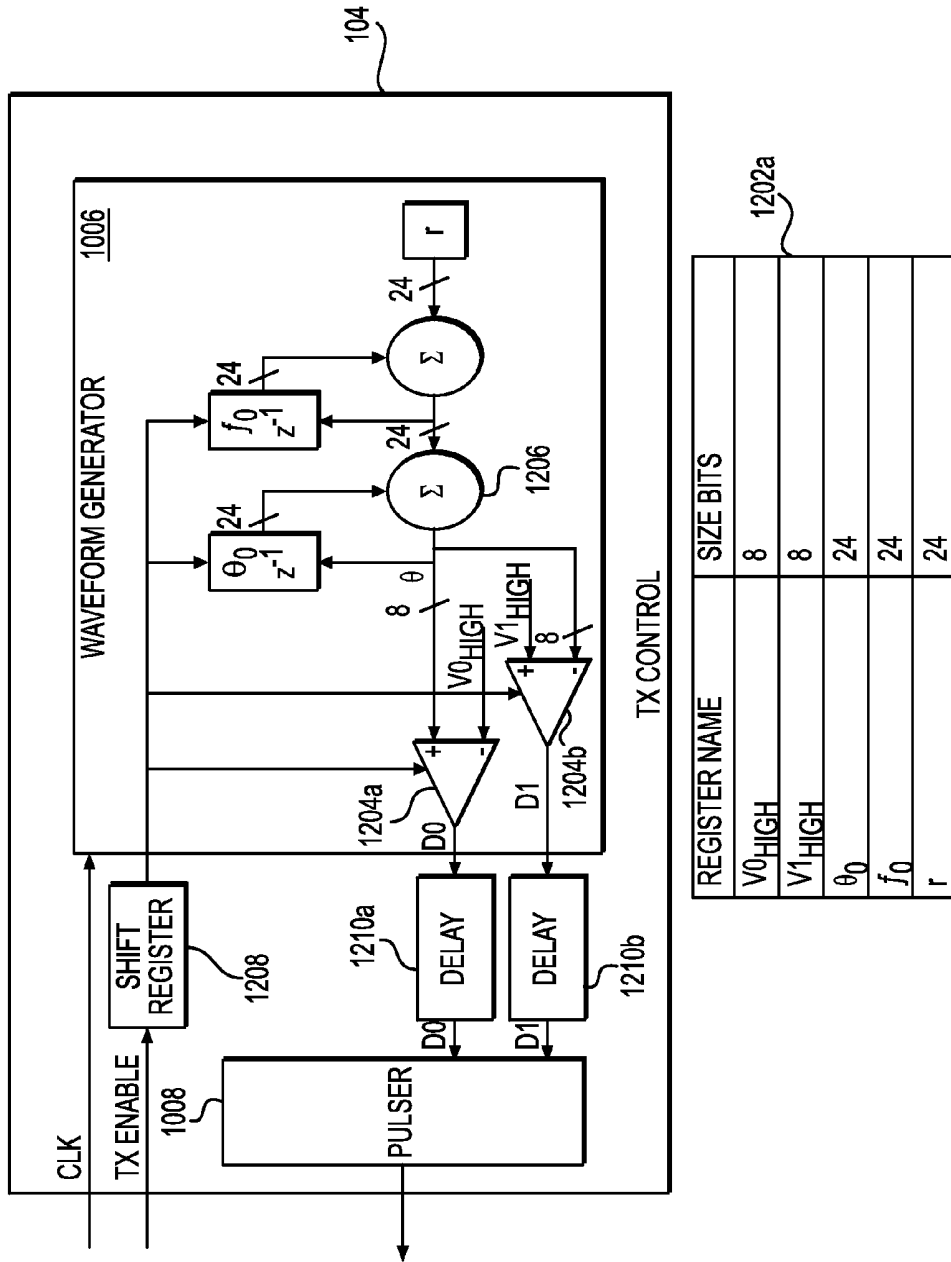 104
CLK
TX ENABLE
SHIFT
REGISTER
1208
WAVEFORM GENERATOR
1006
θ0
z-1
24
f0
z-1
24
r
24
Σ
24
Σ
1206
θ
8
V0HIGH
V1HIGH
8
+
-
1204a
+
-
1204b
D0
D1
1210a
DELAY
DELAY
1210b
D0
D1
1008
PULSER
TX CONTROL
1202a
REGISTER NAME SIZE BITS
V0HIGH 8
V1HIGH 8
θ0 24
f0 24
r 24